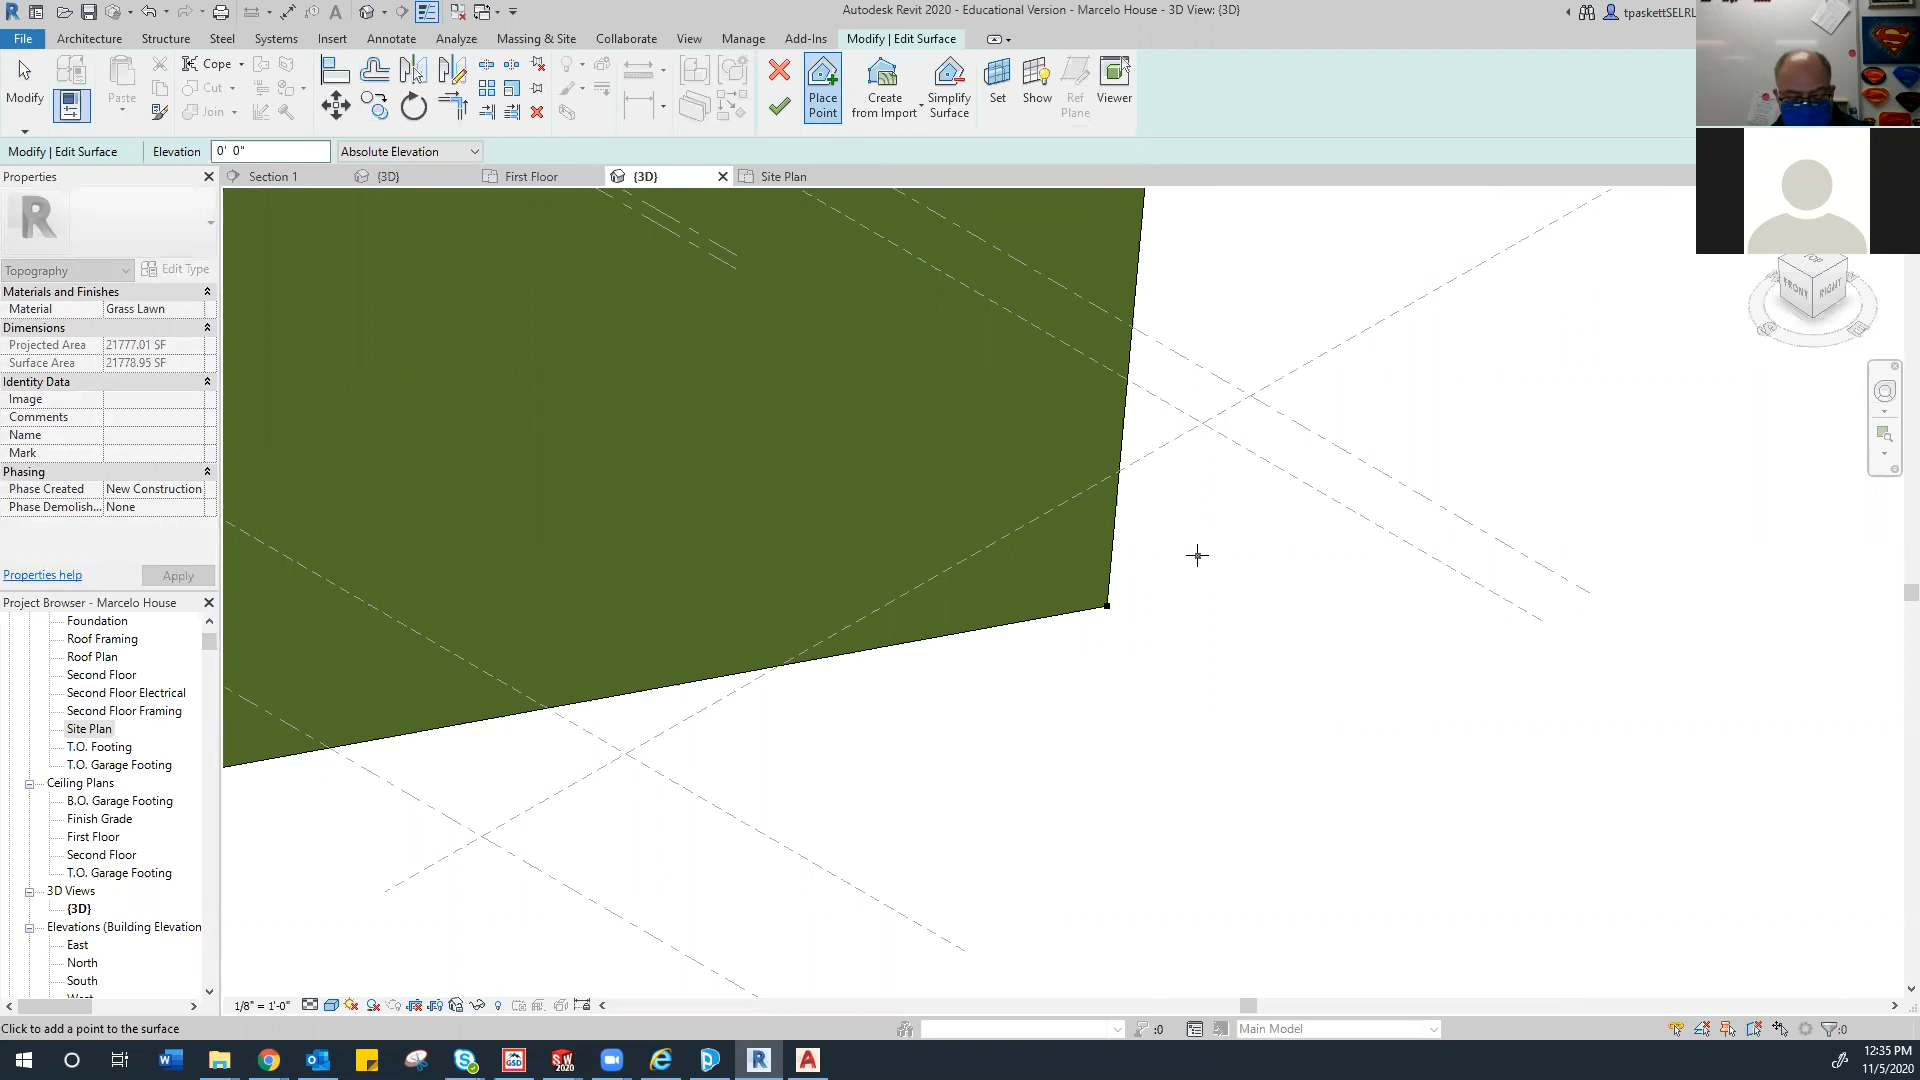 Autodesk Revit 2020 - Educational Version - Marcelo House - 3D View: {3D}
tpaskettSELRL
File Architecture Structure Steel Systems Insert Annotate Analyze Massing & Site Collaborate View Manage Add-Ins Modify | Edit Surface
Modify
Paste
Cope
Cut
Join
Place Point
Create from Import
Simplify Surface
Set
Show
Ref Plane
Viewer
Modify | Edit Surface Elevation 0' 0" Absolute Elevation
Properties
Section 1 {3D} First Floor {3D} Site Plan
Topography Edit Type
Materials and Finishes
Material Grass Lawn
Dimensions
Projected Area 21777.01 SF
Surface Area 21778.95 SF
Identity Data
Image
Comments
Name
Mark
Phasing
Phase Created New Construction
Phase Demolish... None
Properties help Apply
Project Browser - Marcelo House
Foundation
Roof Framing
Roof Plan
Second Floor
Second Floor Electrical
Second Floor Framing
Site Plan
T.O. Footing
T.O. Garage Footing
Ceiling Plans
B.O. Garage Footing
Finish Grade
First Floor
Second Floor
T.O. Garage Footing
3D Views
{3D}
Elevations (Building Elevation
East
North
South
TOP
FRONT RIGHT
1/8" = 1'-0"
Click to add a point to the surface
:0
Main Model
:0
12:35 PM
11/5/2020